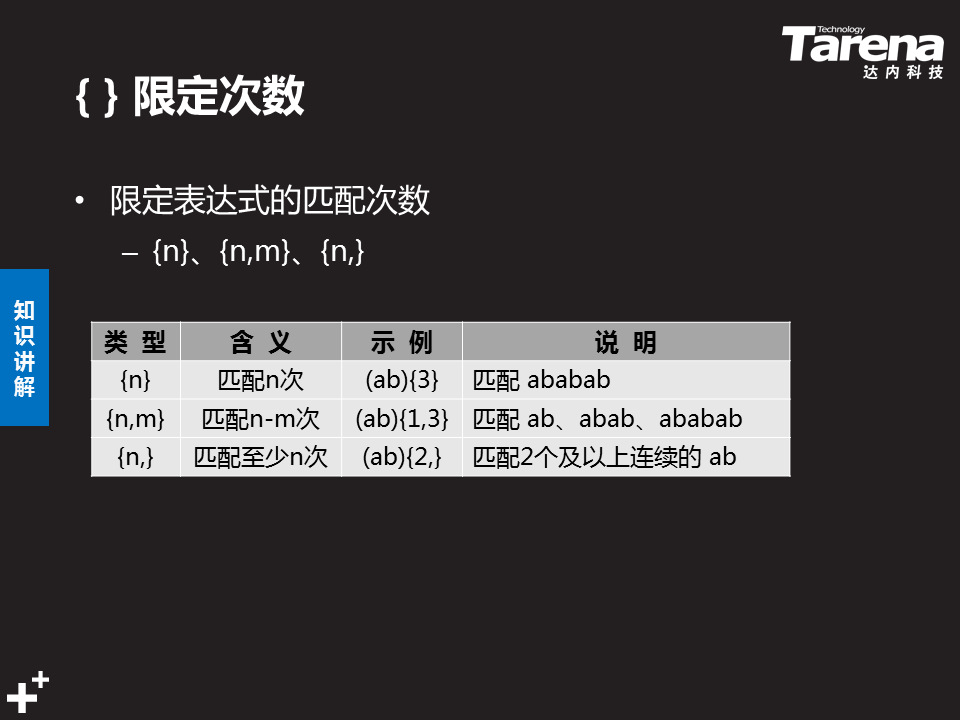 Technology
Tarena
达内科技
{ } 限定次数
• 限定表达式的匹配次数
– {n}、{n,m}、{n,}
知识讲解
类 型 含 义 示 例 说 明
{n} 匹配n次 (ab){3} 匹配 ababab
{n,m} 匹配n-m次 (ab){1,3} 匹配 ab、abab、ababab
{n,} 匹配至少n次 (ab){2,} 匹配2个及以上连续的 ab